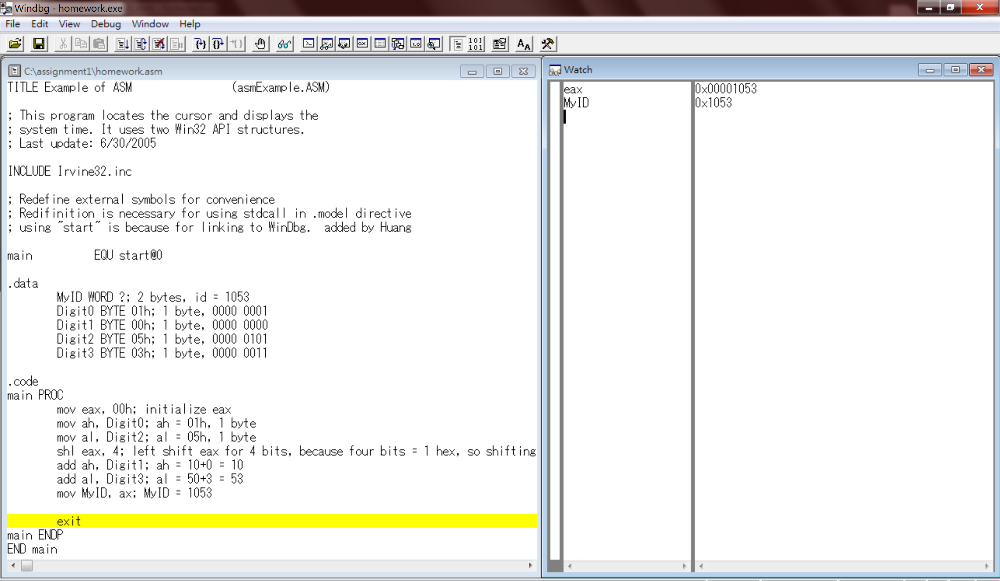 Windbg - homework.exe
File Edit View Debug Window Help
C:\assignment1\homework.asm
TITLE Example of ASM (asmExample.ASM)
; This program locates the cursor and displays the
; system time. It uses two Win32 API structures.
; Last update: 6/30/2005
INCLUDE Irvine32.inc
; Redefine external symbols for convenience
; Redifinition is necessary for using stdcall in .model directive
; using "start" is because for linking to WinDbg.  added by Huang
main EQU start@0
.data
MyID WORD ?; 2 bytes, id = 1053
Digit0 BYTE 01h; 1 byte, 0000 0001
Digit1 BYTE 00h; 1 byte, 0000 0000
Digit2 BYTE 05h; 1 byte, 0000 0101
Digit3 BYTE 03h; 1 byte, 0000 0011
.code
main PROC
mov eax, 00h; initialize eax
mov ah, Digit0; ah = 01h, 1 byte
mov al, Digit2; al = 05h, 1 byte
shl eax, 4; left shift eax for 4 bits, because four bits = 1 hex, so shifting
add ah, Digit1; ah = 10+0 = 10
add al, Digit3; al = 50+3 = 53
mov MyID, ax; MyID = 1053
exit
main ENDP
END main
Watch
eax 0x00001053
MyID 0x1053